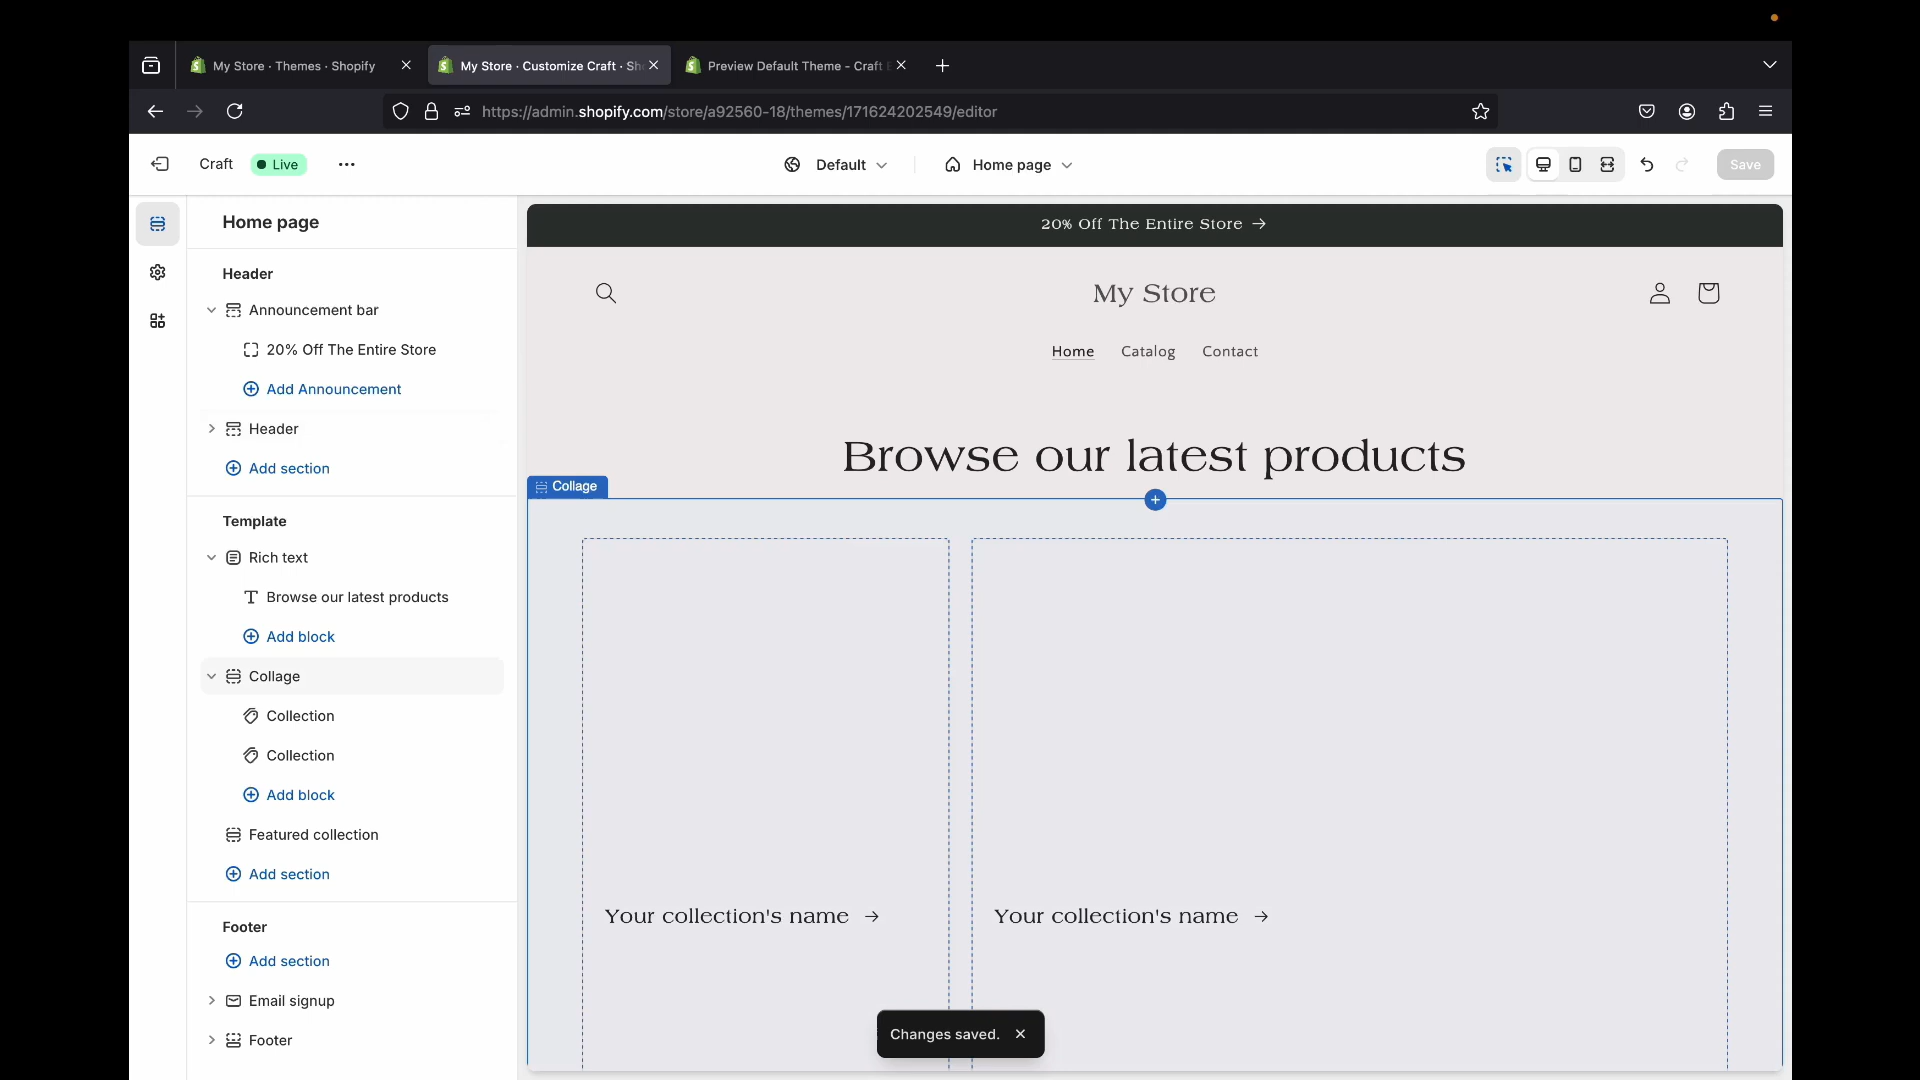 My Store · Themes · Shopify
My Store · Customize Craft · Sh
Preview Default Theme - Craft
https://admin.shopify.com/store/a92560-18/themes/171624202549/editor
Craft
Live
Default
Home page
Save
Home page
Header
Announcement bar
20% Off The Entire Store
Add Announcement
Header
Add section
Template
Rich text
Browse our latest products
Add block
Collage
Collection
Collection
Add block
Featured collection
Add section
Footer
Add section
Email signup
Footer
20% Off The Entire Store →
My Store
Home Catalog Contact
Browse our latest products
Collage
Your collection's name →
Your collection's name →
Changes saved.